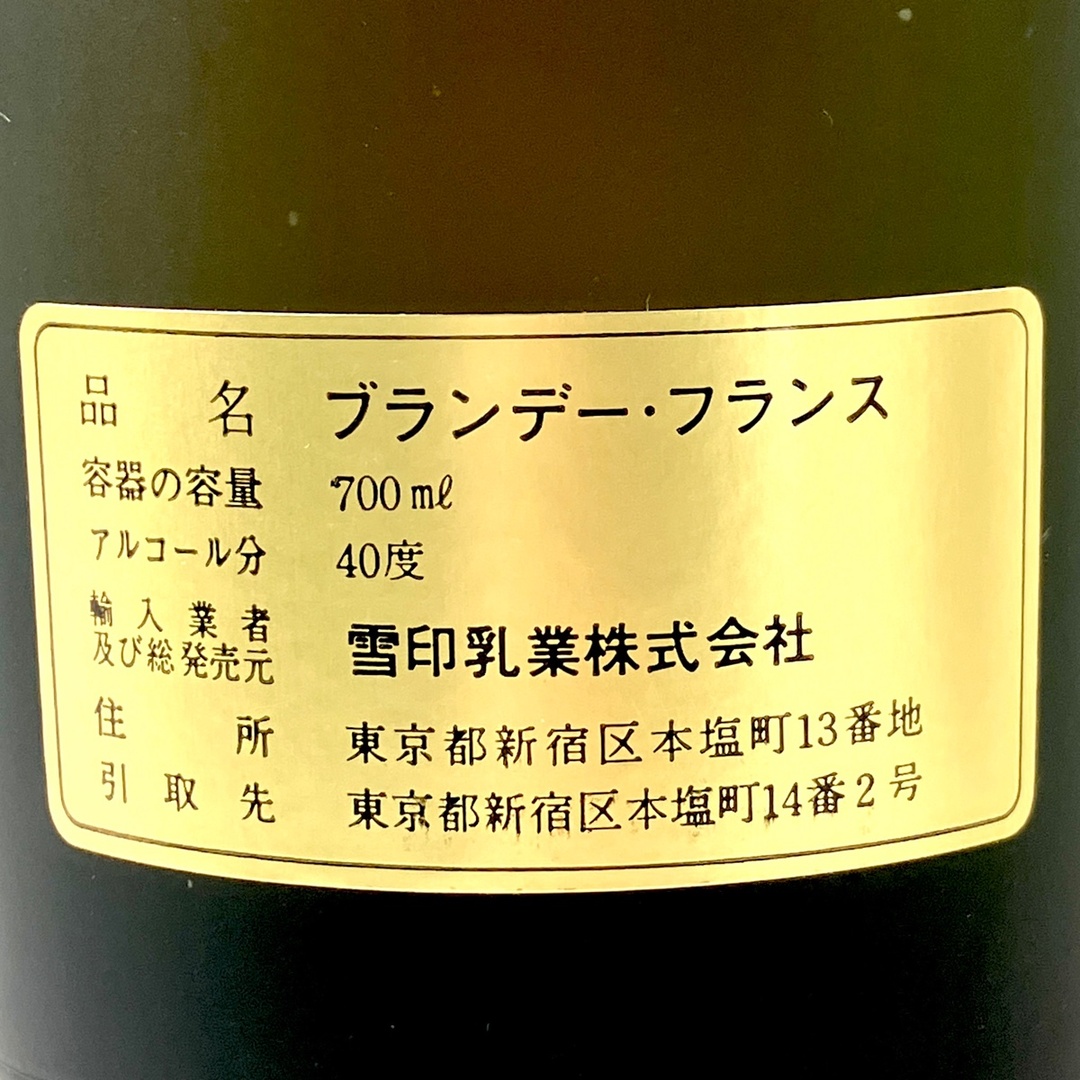 品名 ブランデー・フランス
容器の容量 700ml
アルコール分 40度
輸入業者
及び総発売元 雪印乳業株式会社
住所 東京都新宿区本塩町13番地
引取先 東京都新宿区本塩町14番2号